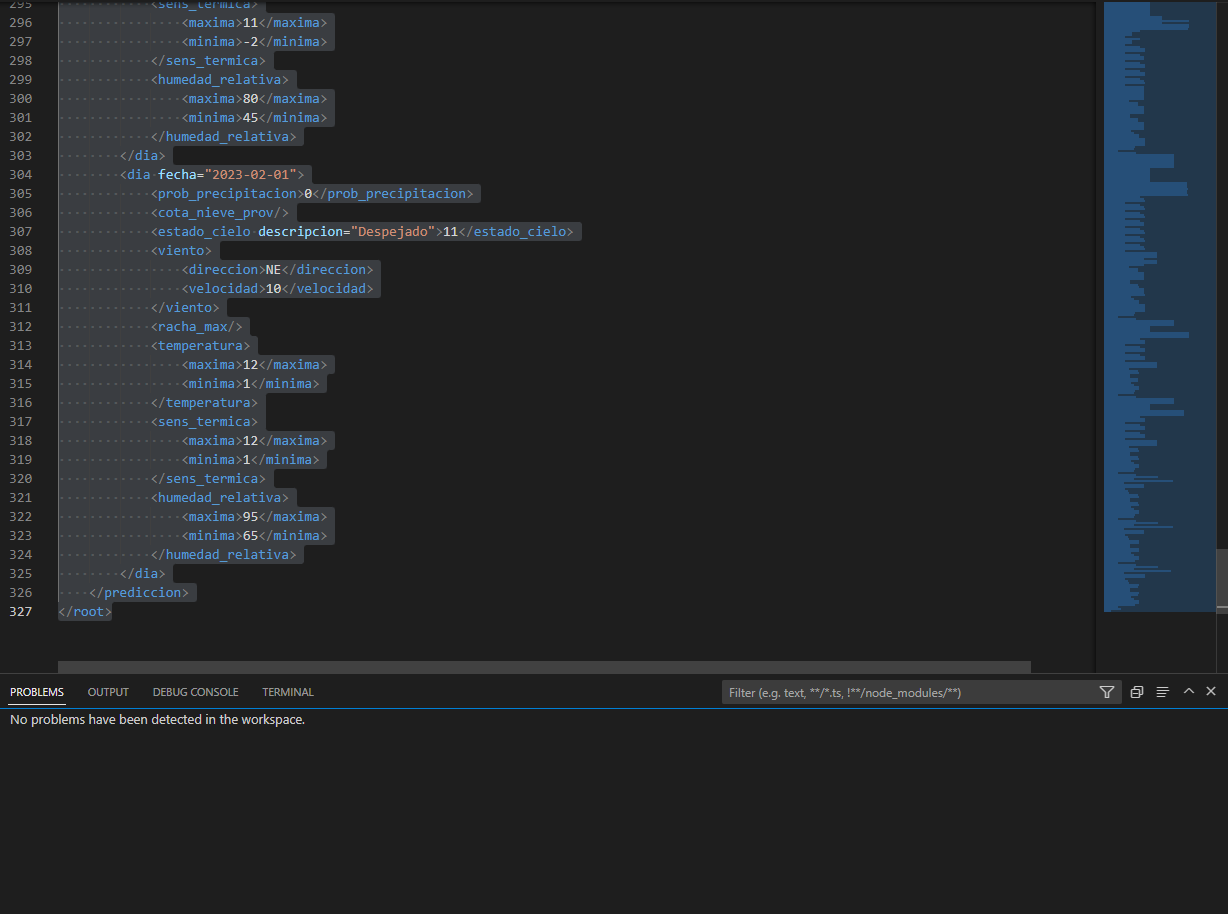 295 <sens_termica>
296 <maxima>11</maxima>
297 <minima>-2</minima>
298 </sens_termica>
299 <humedad_relativa>
300 <maxima>80</maxima>
301 <minima>45</minima>
302 </humedad_relativa>
303 </dia>
304 <dia fecha="2023-02-01">
305 <prob_precipitacion>0</prob_precipitacion>
306 <cota_nieve_prov/>
307 <estado_cielo descripcion="Despejado">11</estado_cielo>
308 <viento>
309 <direccion>NE</direccion>
310 <velocidad>10</velocidad>
311 </viento>
312 <racha_max/>
313 <temperatura>
314 <maxima>12</maxima>
315 <minima>1</minima>
316 </temperatura>
317 <sens_termica>
318 <maxima>12</maxima>
319 <minima>1</minima>
320 </sens_termica>
321 <humedad_relativa>
322 <maxima>95</maxima>
323 <minima>65</minima>
324 </humedad_relativa>
325 </dia>
326 </prediccion>
327 </root>
PROBLEMS OUTPUT DEBUG CONSOLE TERMINAL Filter (e.g. text, **/*.ts, !**/node_modules/**)
No problems have been detected in the workspace.